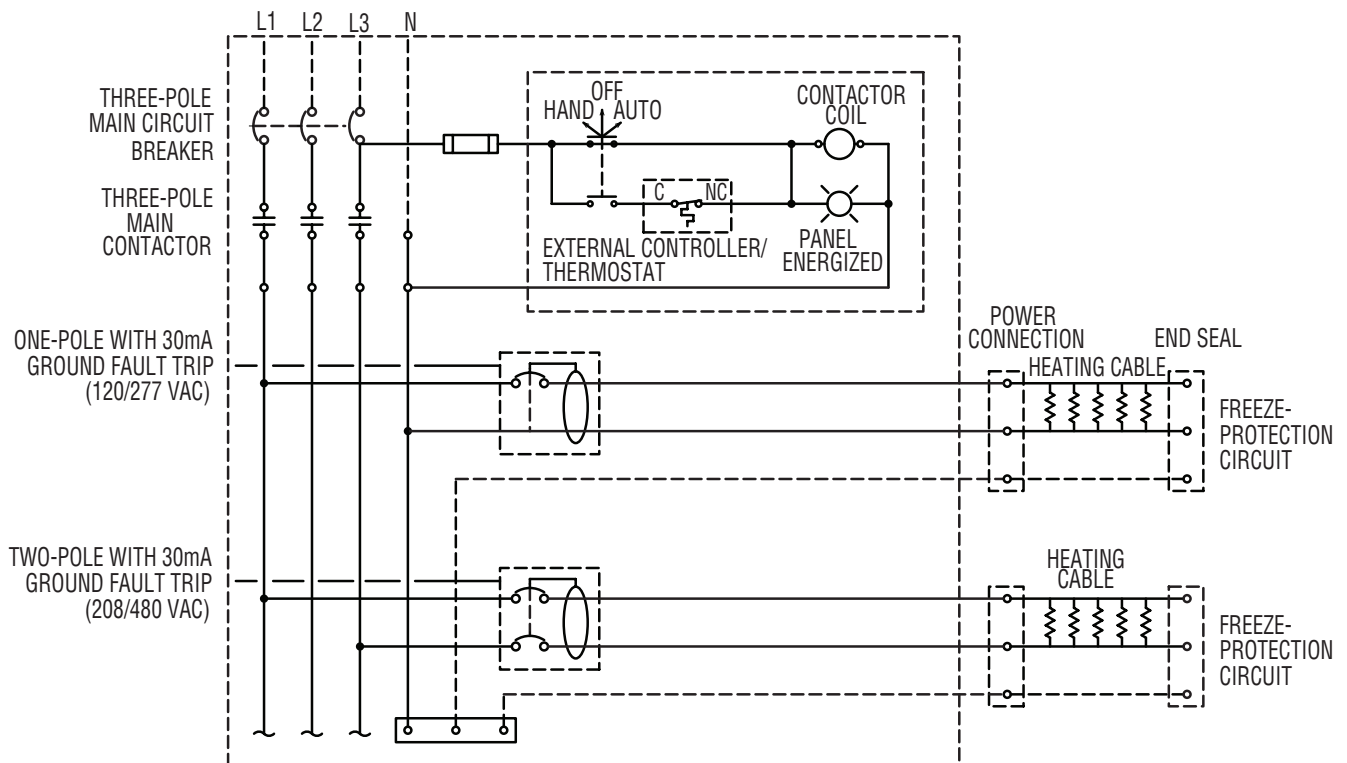 L1 L2 L3 N
THREE-POLE
MAIN CIRCUIT
BREAKER
OFF
HAND AUTO
CONTACTOR
COIL
THREE-POLE
MAIN
CONTACTOR
C NC
EXTERNAL CONTROLLER/
THERMOSTAT
PANEL
ENERGIZED
ONE-POLE WITH 30mA
GROUND FAULT TRIP
(120/277 VAC)
POWER
CONNECTION
HEATING CABLE
END SEAL
FREEZE-
PROTECTION
CIRCUIT
TWO-POLE WITH 30mA
GROUND FAULT TRIP
(208/480 VAC)
HEATING
CABLE
FREEZE-
PROTECTION
CIRCUIT